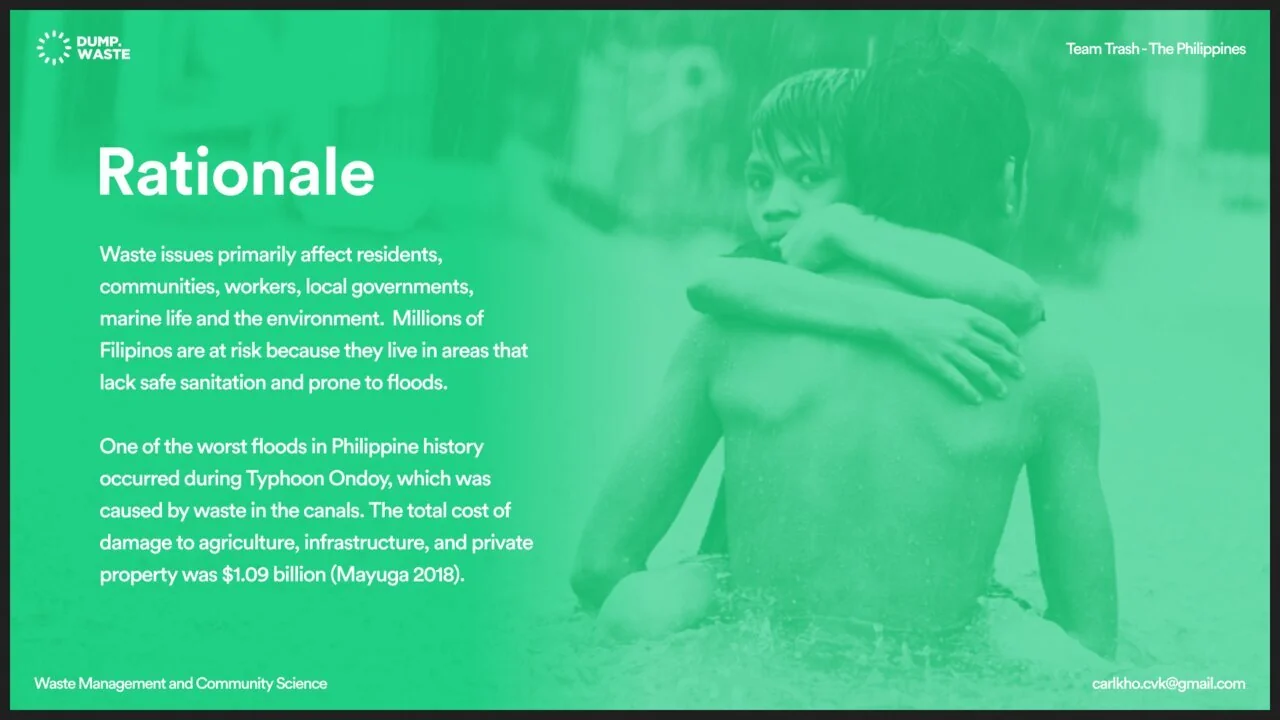 DUMP.
WASTE
Team Trash - The Philippines
Rationale
Waste issues primarily affect residents,
communities, workers, local governments,
marine life and the environment.  Millions of
Filipinos are at risk because they live in areas that
lack safe sanitation and prone to floods.
One of the worst floods in Philippine history
occurred during Typhoon Ondoy, which was
caused by waste in the canals. The total cost of
damage to agriculture, infrastructure, and private
property was $1.09 billion (Mayuga 2018).
Waste Management and Community Science
carlkho.cvk@gmail.com